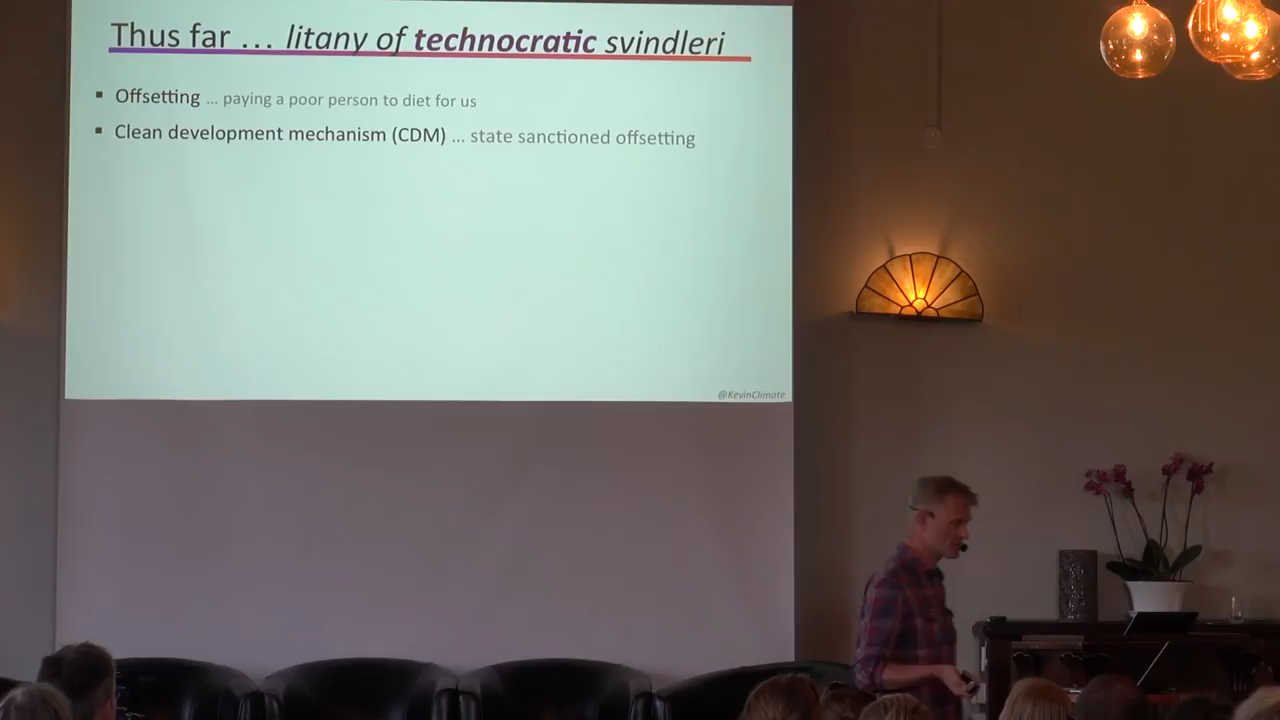 Thus far … litany of technocratic svindleri
▪ Offsetting … paying a poor person to diet for us
▪ Clean development mechanism (CDM) … state sanctioned offsetting
@KevinClimate